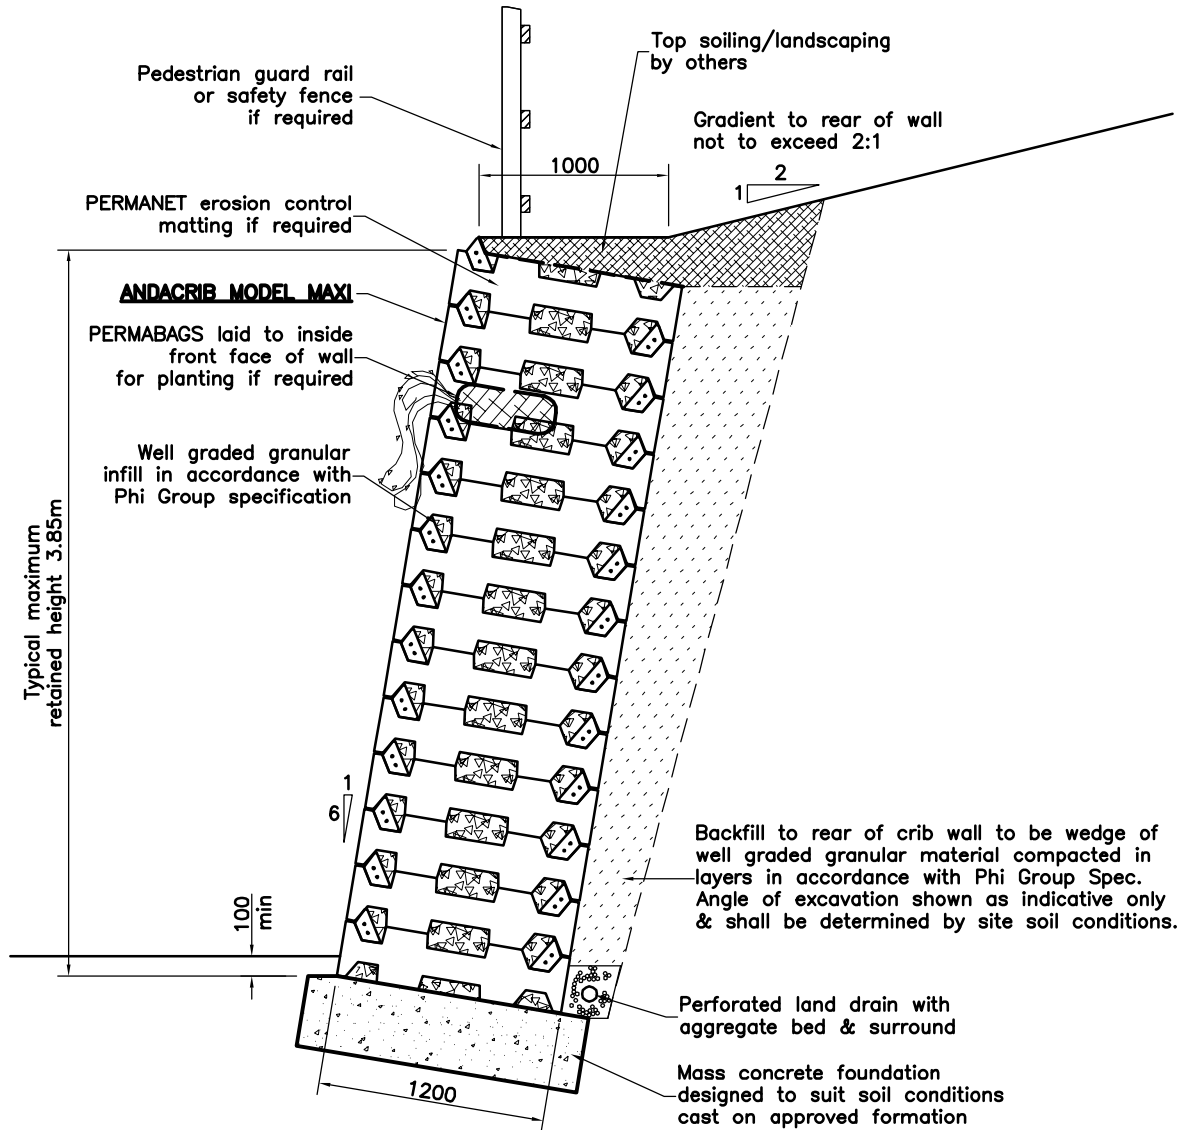 Top soiling/landscaping
by others
Pedestrian guard rail
or safety fence
if required
Gradient to rear of wall
not to exceed 2:1
1000
2
1
PERMANET erosion control
matting if required
ANDACRIB MODEL MAXI
PERMABAGS laid to inside
front face of wall
for planting if required
Well graded granular
infill in accordance with
Phi Group specification
Typical maximum
retained height 3.85m
1
6
Backfill to rear of crib wall to be wedge of
well graded granular material compacted in
layers in accordance with Phi Group Spec.
Angle of excavation shown as indicative only
& shall be determined by site soil conditions.
100
min
Perforated land drain with
aggregate bed & surround
Mass concrete foundation
designed to suit soil conditions
cast on approved formation
1200